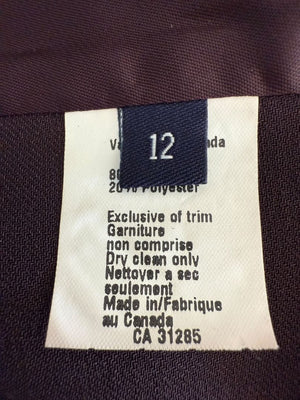 12
20% Polyester
Exclusive of trim
Garniture
non comprise
Dry clean only
Nettoyer a sec
seulement
Made in/Fabrique
au Canada
CA 31285